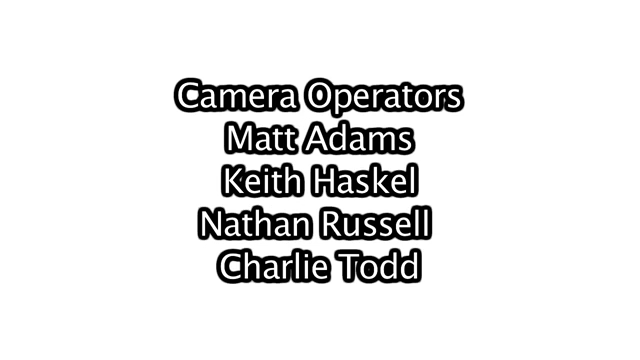 Camera Operators
Matt Adams
Keith Haskel
Nathan Russell
Charlie Todd